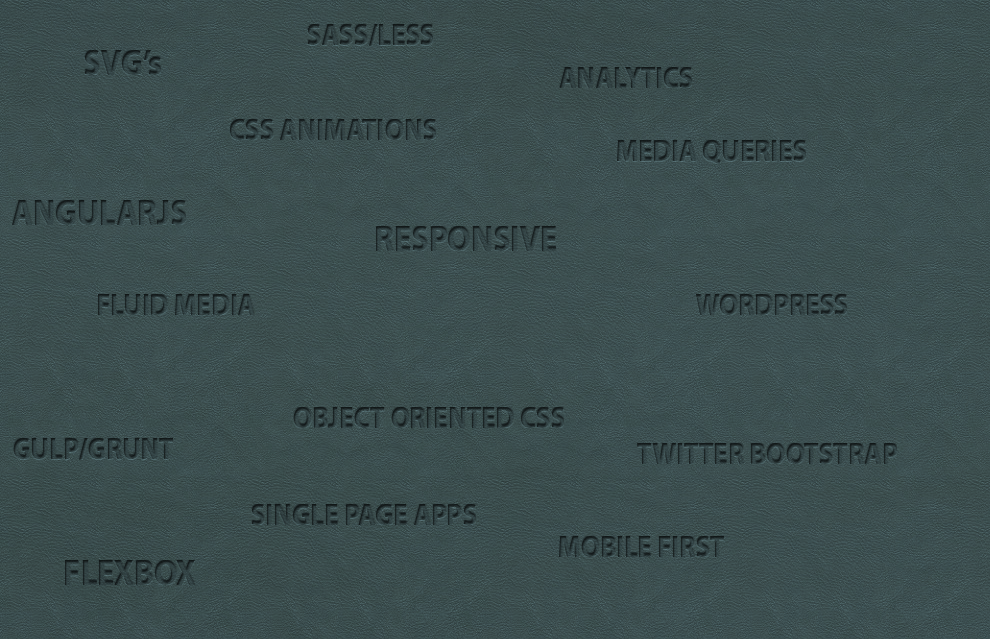 SASS/LESS
SVG's
ANALYTICS
CSS ANIMATIONS
MEDIA QUERIES
ANGULARJS
RESPONSIVE
FLUID MEDIA
WORDPRESS
OBJECT ORIENTED CSS
GULP/GRUNT
TWITTER BOOTSTRAP
SINGLE PAGE APPS
MOBILE FIRST
FLEXBOX